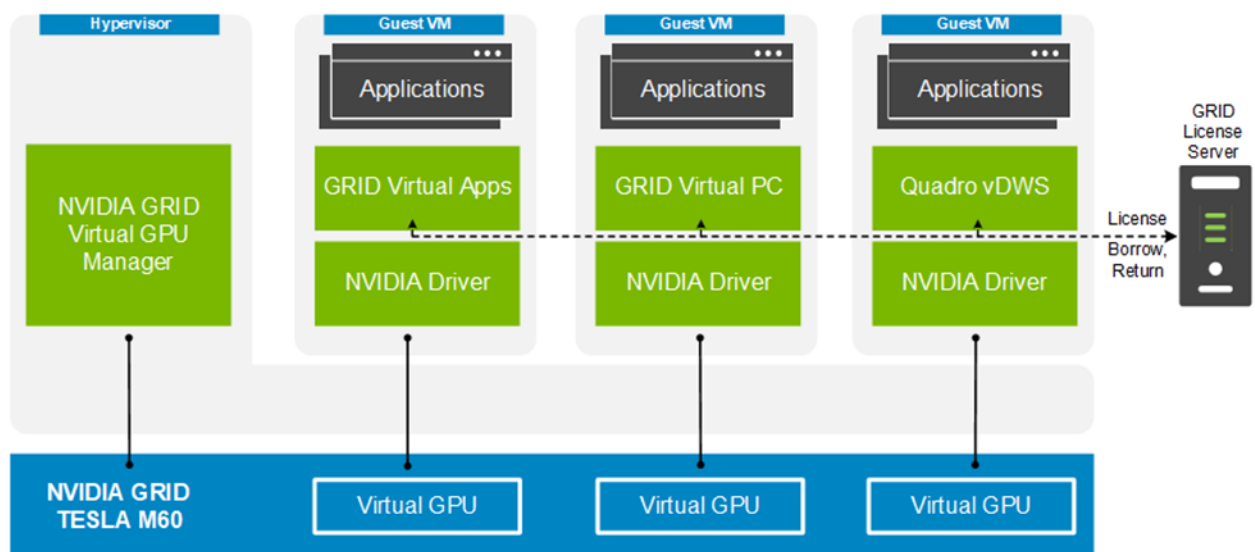 Hypervisor
Guest VM
Guest VM
Guest VM
Applications
Applications
Applications
GRID
License
Server
NVIDIA GRID
Virtual GPU
Manager
GRID Virtual Apps
GRID Virtual PC
Quadro vDWS
License
Borrow,
Return
NVIDIA Driver
NVIDIA Driver
NVIDIA Driver
NVIDIA GRID
TESLA M60
Virtual GPU
Virtual GPU
Virtual GPU